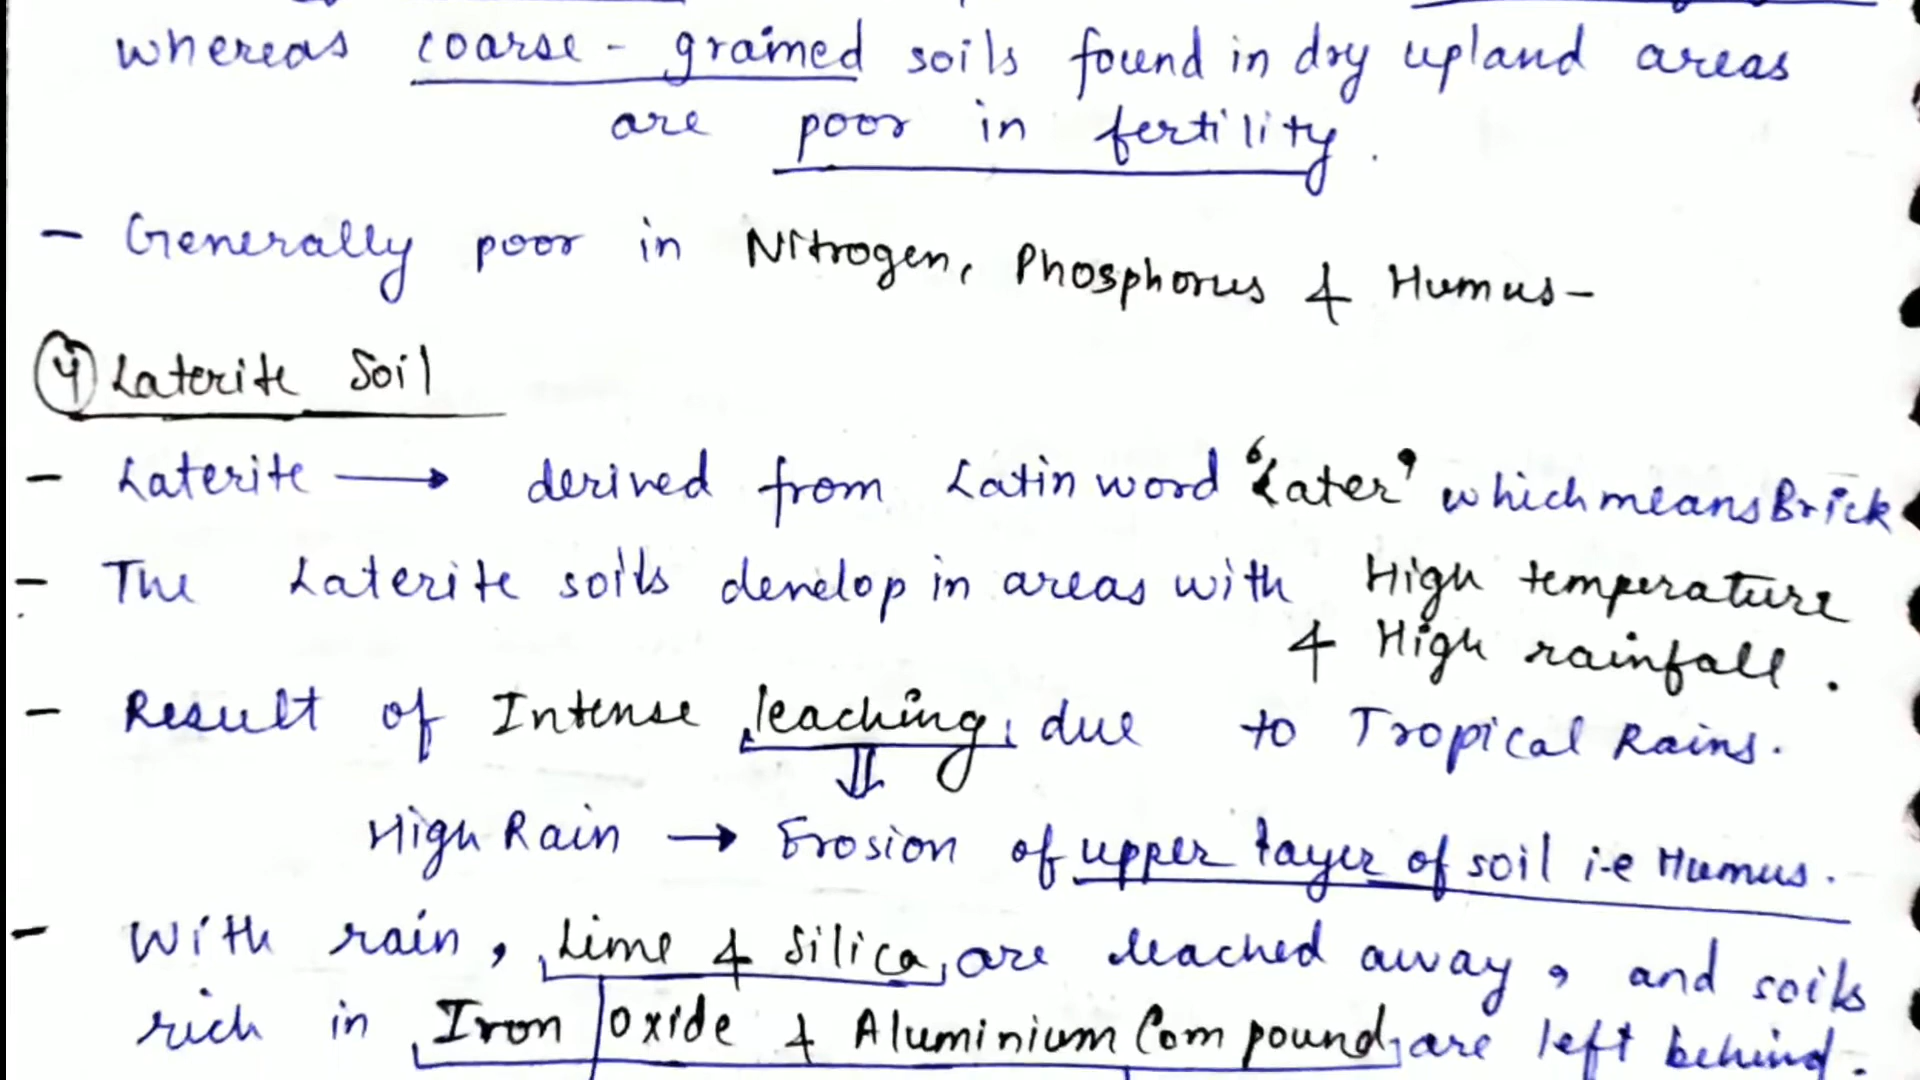 whereas coarse - grained soils found in dry upland areas
are poor in fertility.
- Generally poor in Nitrogen, Phosphorus & Humus-
④ Laterite Soil
- Laterite → derived from Latin word 'Later' which means Brick
- The Laterite soils develop in areas with High temperature
& High rainfall.
- Result of Intense leaching due to Tropical Rains.
⇓
High Rain → Erosion of upper layer of soil i.e Humus.
- With rain, Lime & Silica are leached away, and soils
rich in Iron oxide & Aluminium Compound are left behind.